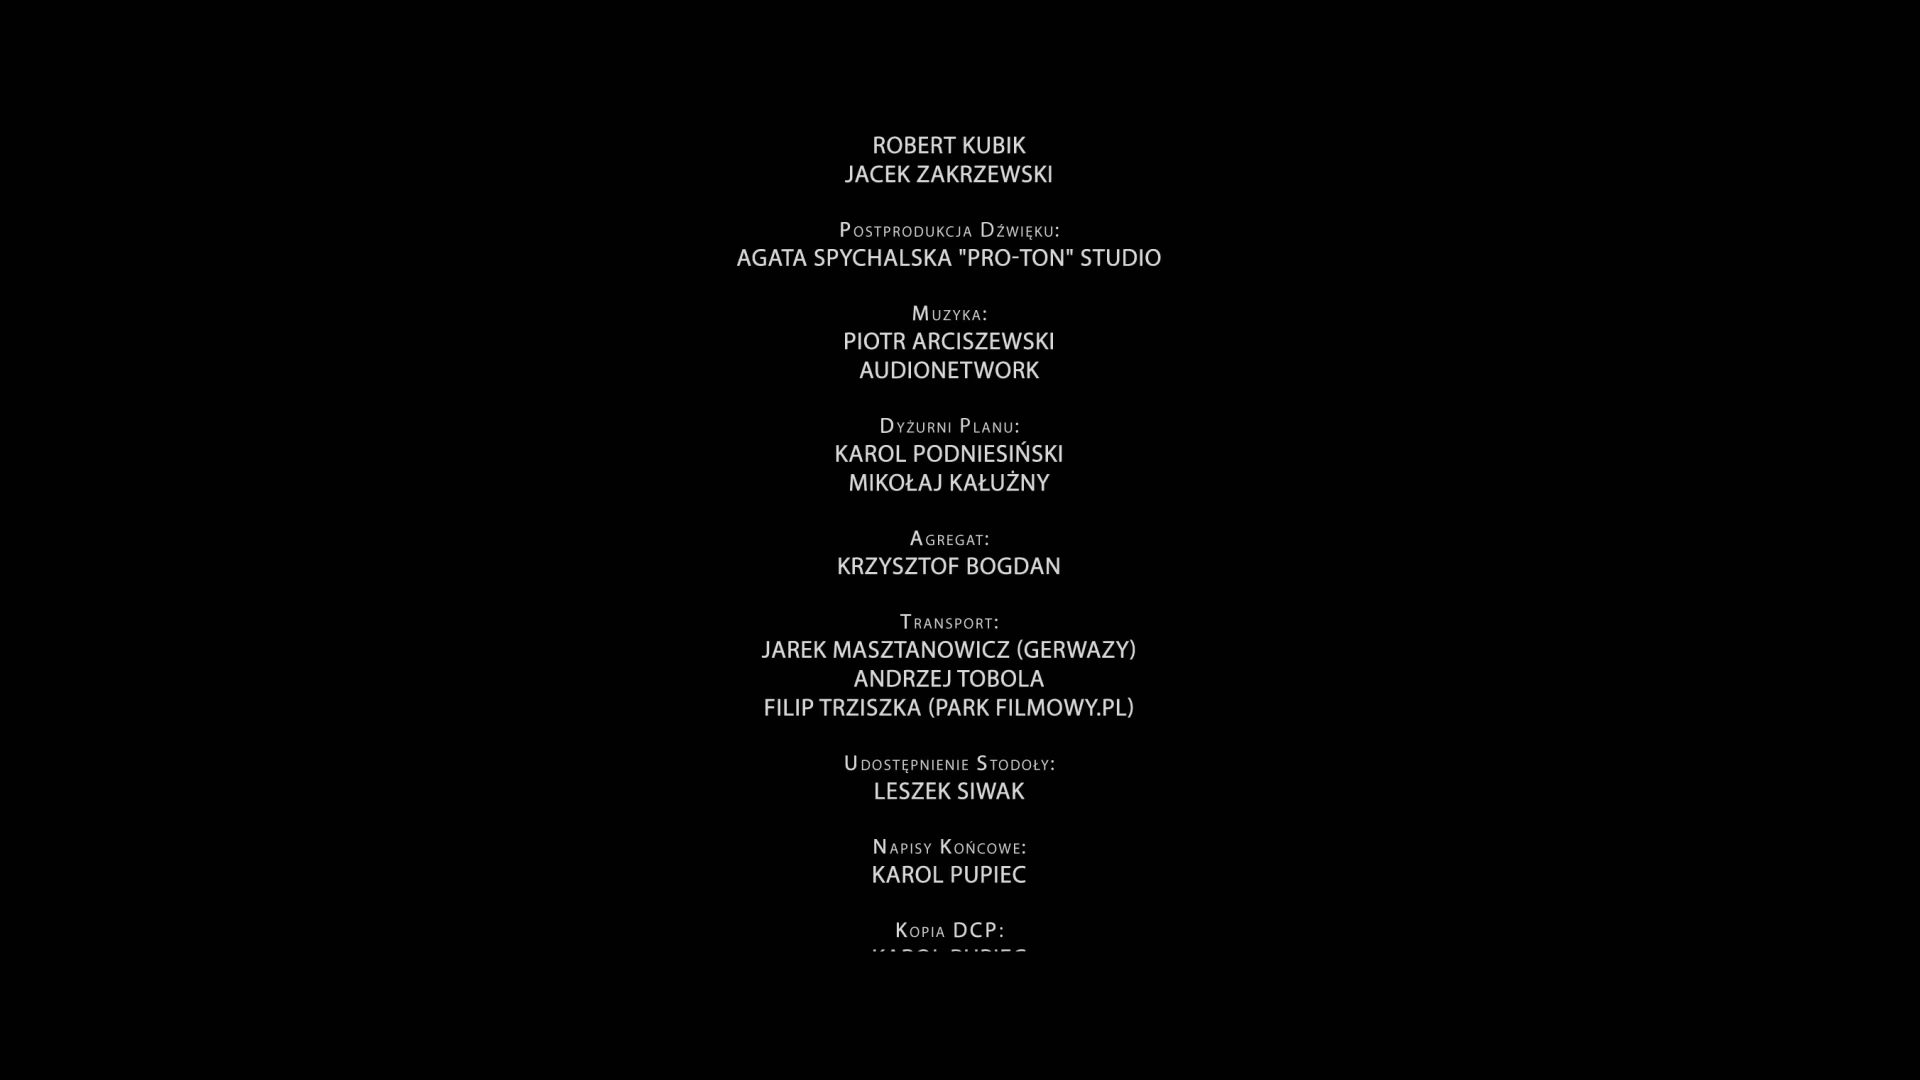 ROBERT KUBIK
JACEK ZAKRZEWSKI
Postprodukcja Dźwięku:
AGATA SPYCHALSKA "PRO-TON" STUDIO
Muzyka:
PIOTR ARCISZEWSKI
AUDIONETWORK
Dyżurni Planu:
KAROL PODNIESIŃSKI
MIKOŁAJ KAŁUŻNY
Agregat:
KRZYSZTOF BOGDAN
Transport:
JAREK MASZTANOWICZ (GERWAZY)
ANDRZEJ TOBOLA
FILIP TRZISZKA (PARK FILMOWY.PL)
Udostępnienie Stodoły:
LESZEK SIWAK
Napisy Końcowe:
KAROL PUPIEC
Kopia DCP: